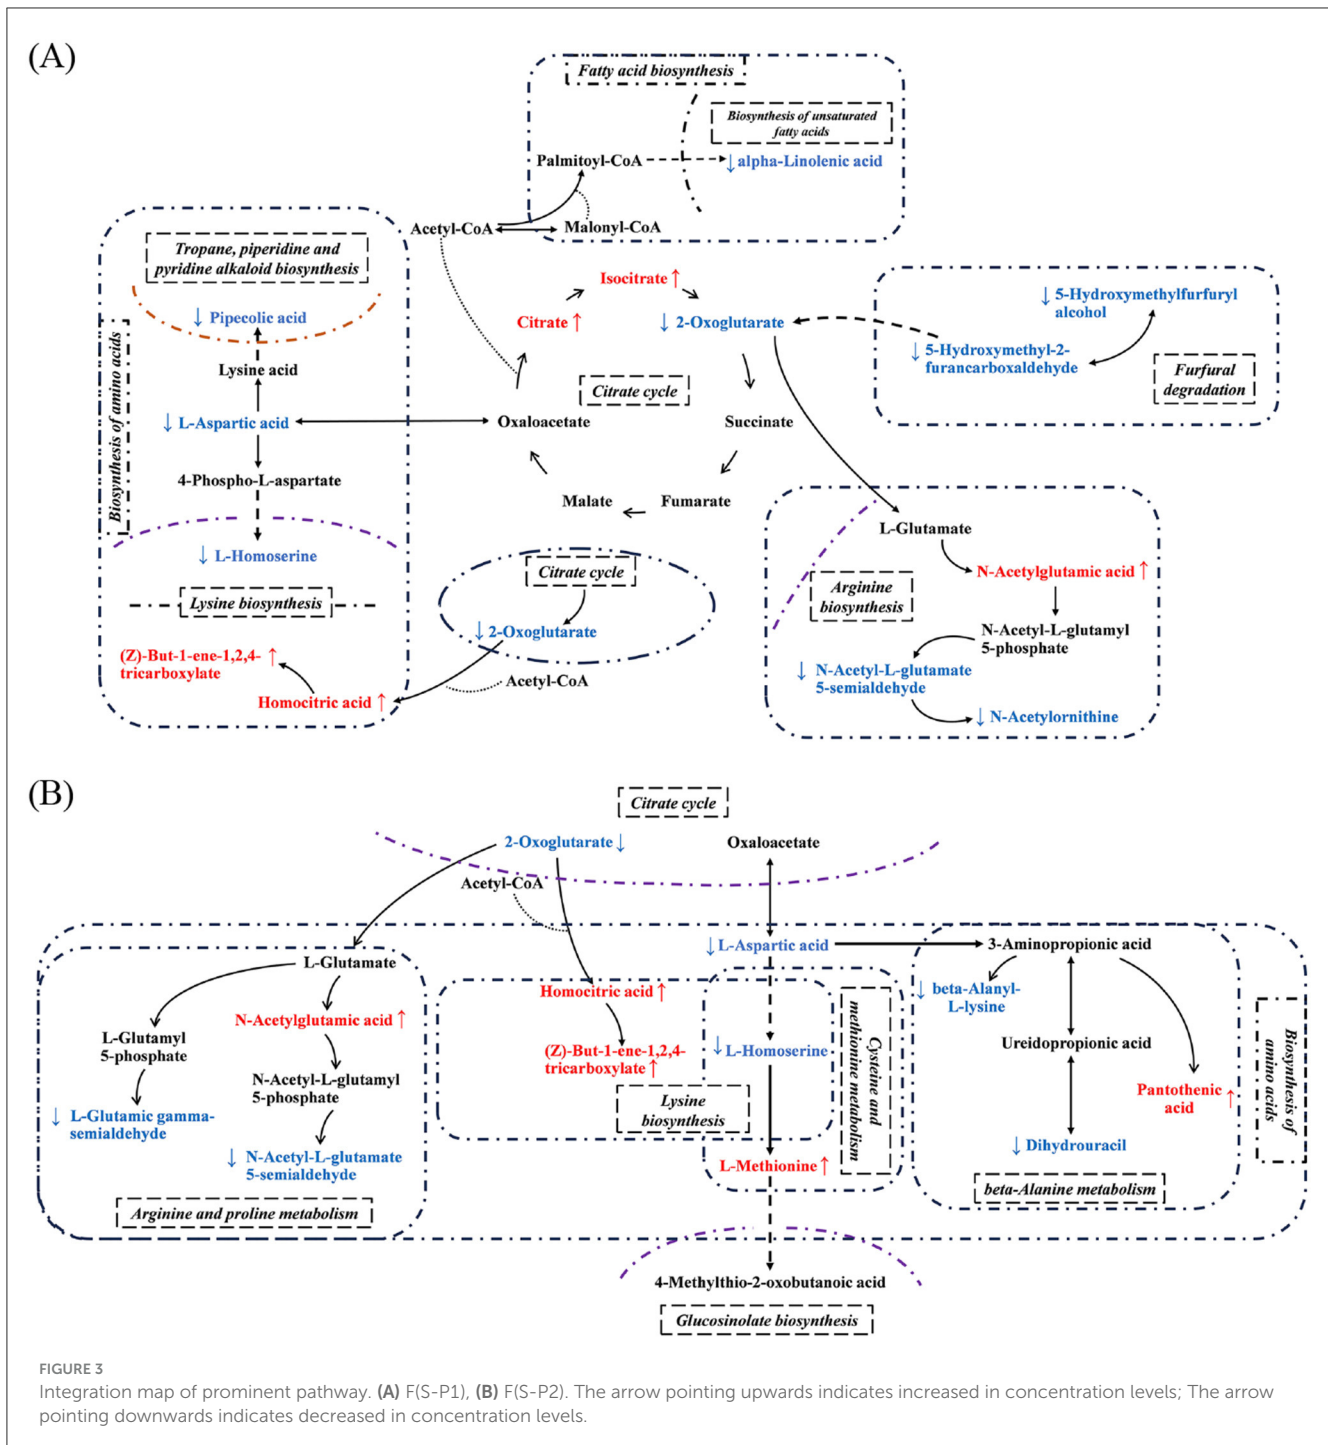 (A)
Fatty acid biosynthesis
Biosynthesis of unsaturated
fatty acids
Palmitoyl-CoA
↓ alpha-Linolenic acid
Acetyl-CoA
Malonyl-CoA
Tropane, piperidine and
pyridine alkaloid biosynthesis
↓ Pipecolic acid
Lysine acid
↓ L-Aspartic acid
4-Phospho-L-aspartate
↓ L-Homoserine
Biosynthesis of amino acids
Lysine biosynthesis
(Z)-But-1-ene-1,2,4- ↑
tricarboxylate
Homocitric acid ↑
Isocitrate ↑
Citrate ↑
↓ 2-Oxoglutarate
Citrate cycle
Oxaloacetate
Succinate
Malate
Fumarate
Citrate cycle
↓ 2-Oxoglutarate
Acetyl-CoA
↓ 5-Hydroxymethylfurfuryl
alcohol
↓ 5-Hydroxymethyl-2-
furancarboxaldehyde
Furfural
degradation
L-Glutamate
N-Acetylglutamic acid ↑
Arginine
biosynthesis
N-Acetyl-L-glutamyl
5-phosphate
↓ N-Acetyl-L-glutamate
5-semialdehyde
↓ N-Acetylornithine
(B)
Citrate cycle
2-Oxoglutarate ↓
Oxaloacetate
Acetyl-CoA
↓ L-Aspartic acid
3-Aminopropionic acid
L-Glutamate
N-Acetylglutamic acid ↑
L-Glutamyl
5-phosphate
N-Acetyl-L-glutamyl
5-phosphate
↓ L-Glutamic gamma-
semialdehyde
↓ N-Acetyl-L-glutamate
5-semialdehyde
Arginine and proline metabolism
Homocitric acid ↑
(Z)-But-1-ene-1,2,4-
tricarboxylate ↑
Lysine
biosynthesis
↓ L-Homoserine
Cysteine and
methionine metabolism
L-Methionine ↑
↓ beta-Alanyl-
L-lysine
Ureidopropionic acid
Pantothenic
acid ↑
↓ Dihydrouracil
beta-Alanine metabolism
Biosynthesis of
amino acids
4-Methylthio-2-oxobutanoic acid
Glucosinolate biosynthesis
FIGURE 3
Integration map of prominent pathway. (A) F(S-P1), (B) F(S-P2). The arrow pointing upwards indicates increased in concentration levels; The arrow
pointing downwards indicates decreased in concentration levels.